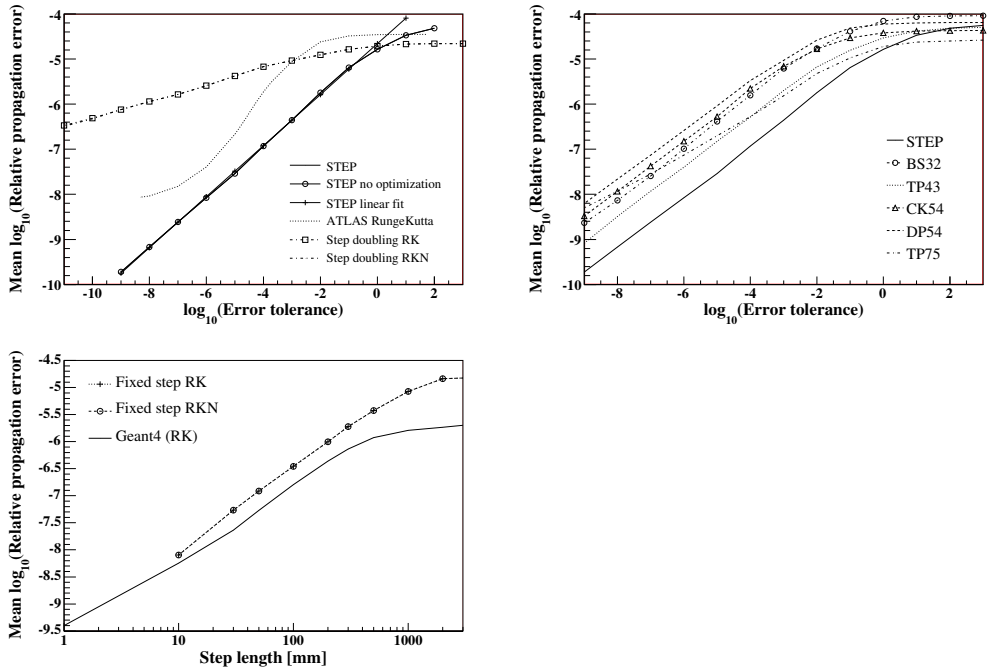 Mean log10(Relative propagation error)
-4
-5
-6
-7
-8
-9
-10
STEP
STEP no optimization
STEP linear fit
ATLAS RungeKutta
Step doubling RK
Step doubling RKN
-10 -8 -6 -4 -2 0 2
log10(Error tolerance)
Mean log10(Relative propagation error)
-4
-5
-6
-7
-8
-9
-10
STEP
BS32
TP43
CK54
DP54
TP75
-8 -6 -4 -2 0 2
log10(Error tolerance)
Mean log10(Relative propagation error)
-4.5
-5
-5.5
-6
-6.5
-7
-7.5
-8
-8.5
-9
-9.5
Fixed step RK
Fixed step RKN
Geant4 (RK)
1 10 100 1000
Step length [mm]